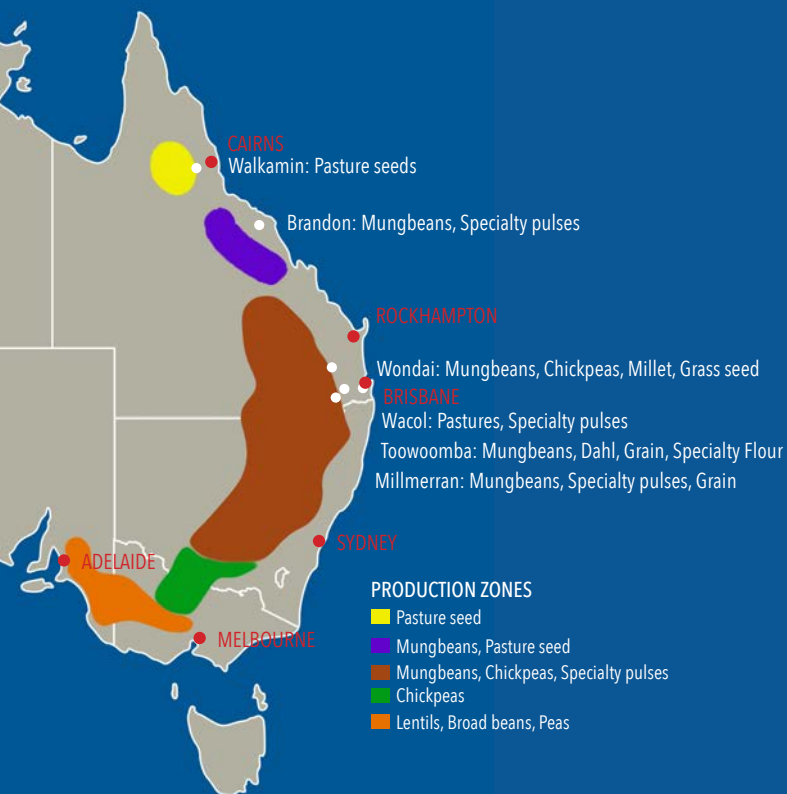 CAIRNS
Walkamin: Pasture seeds
Brandon: Mungbeans, Specialty pulses
ROCKHAMPTON
Wondai: Mungbeans, Chickpeas, Millet, Grass seed
BRISBANE
Wacol: Pastures, Specialty pulses
Toowoomba: Mungbeans, Dahl, Grain, Specialty Flour
Millmerran: Mungbeans, Specialty pulses, Grain
SYDNEY
ADELAIDE
MELBOURNE
PRODUCTION ZONES
Pasture seed
Mungbeans, Pasture seed
Mungbeans, Chickpeas, Specialty pulses
Chickpeas
Lentils, Broad beans, Peas